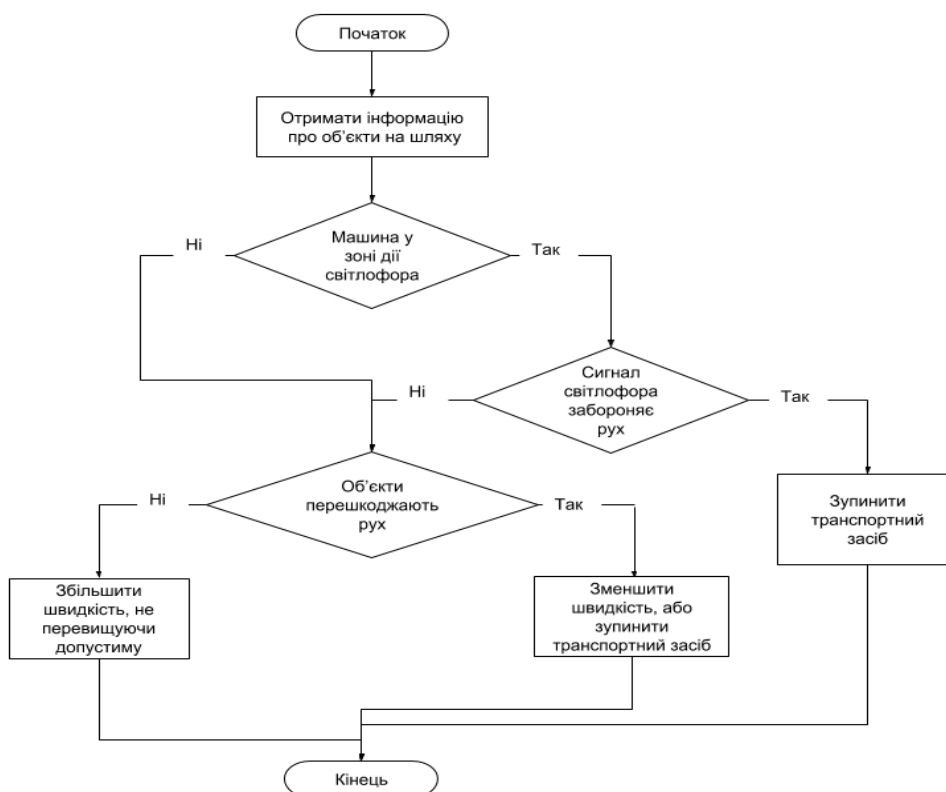 Початок
Отримати інформацію
про об’єкти на шляху
Ні
Машина у
зоні дії
світлофора
Так
Ні
Сигнал
світлофора
забороняє
рух
Так
Ні
Об’єкти
перешкоджають
рух
Так
Зупинити
транспортний
засіб
Збільшити
швидкість, не
перевищуючи
допустиму
Зменшити
швидкість, або
зупинити
транспортний засіб
Кінець